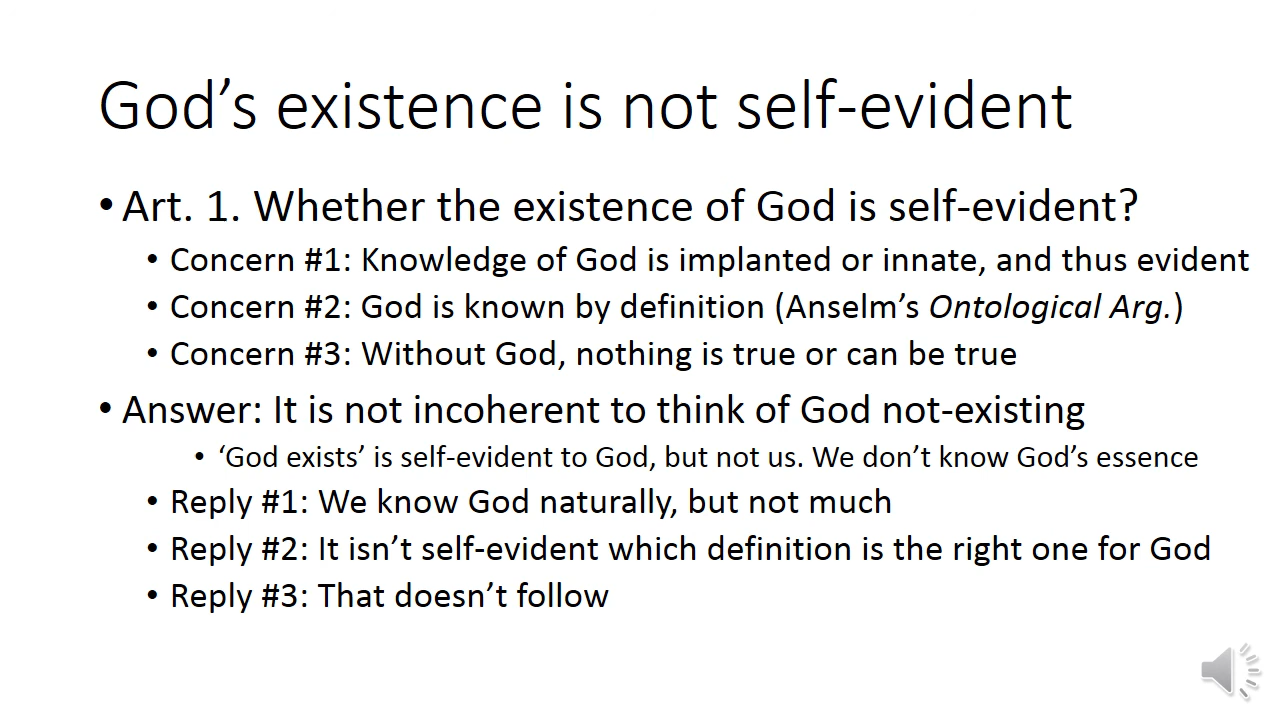 God’s existence is not self-evident
• Art. 1. Whether the existence of God is self-evident?
• Concern #1: Knowledge of God is implanted or innate, and thus evident
• Concern #2: God is known by definition (Anselm’s Ontological Arg.)
• Concern #3: Without God, nothing is true or can be true
• Answer: It is not incoherent to think of God not-existing
• ‘God exists’ is self-evident to God, but not us. We don’t know God’s essence
• Reply #1: We know God naturally, but not much
• Reply #2: It isn’t self-evident which definition is the right one for God
• Reply #3: That doesn’t follow